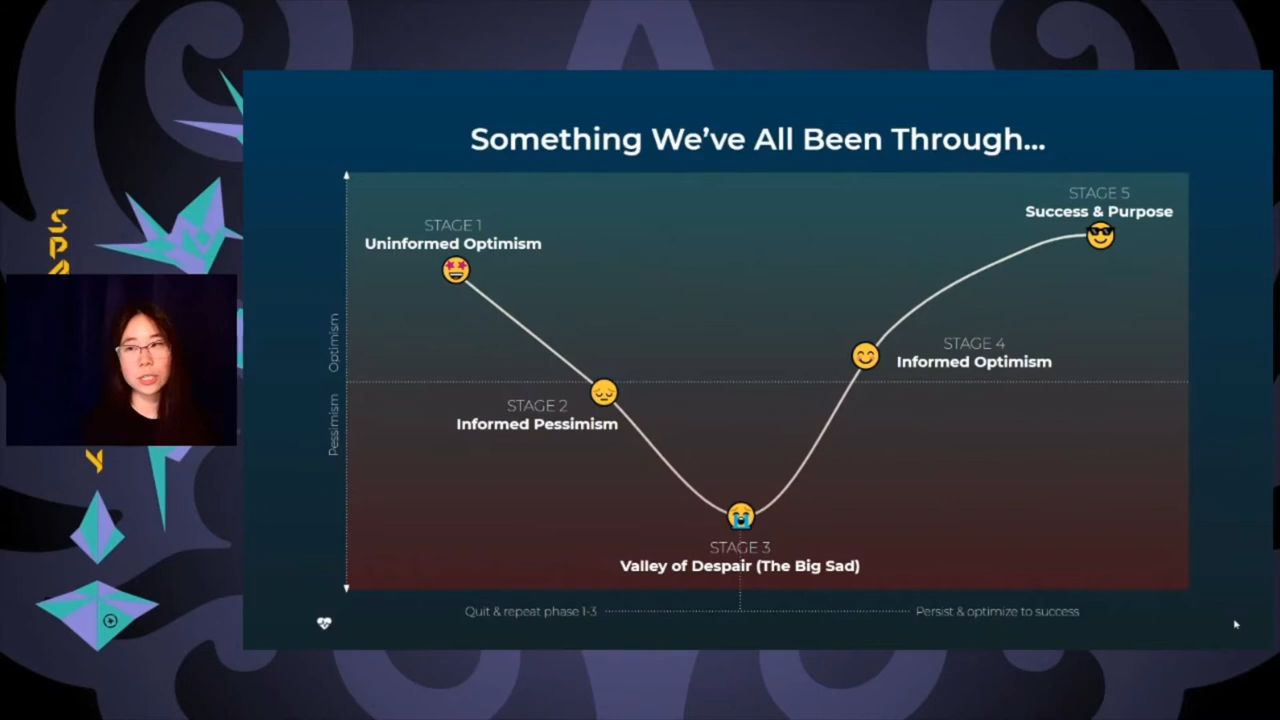 Something We've All Been Through...
STAGE 1
Uninformed Optimism
STAGE 5
Success & Purpose
Optimism
Pessimism
STAGE 2
Informed Pessimism
STAGE 4
Informed Optimism
STAGE 3
Valley of Despair (The Big Sad)
Quit & repeat phase 1-3
Persist & optimize to success